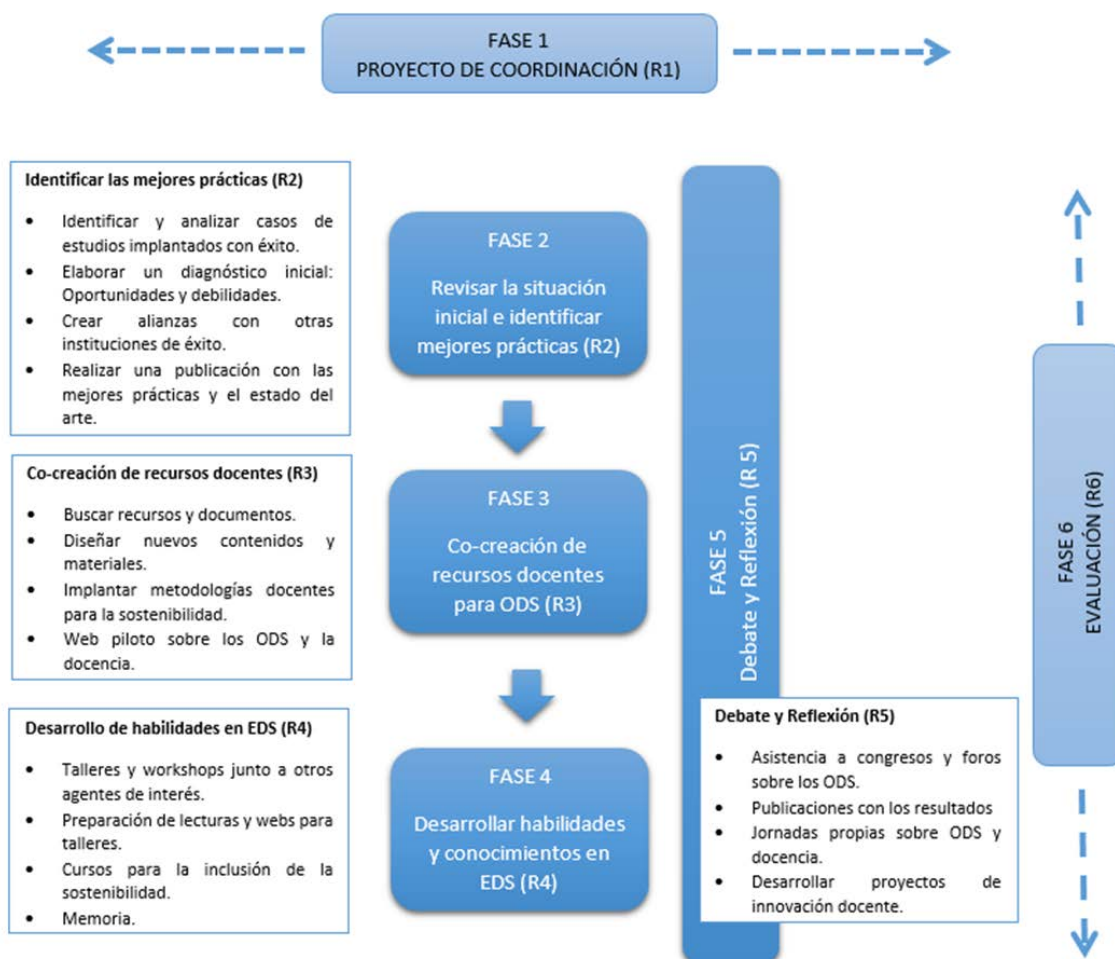 FASE 1
PROYECTO DE COORDINACIÓN (R1)
Identificar las mejores prácticas (R2)
• Identificar y analizar casos de
estudios implantados con éxito.
• Elaborar un diagnóstico inicial:
Oportunidades y debilidades.
• Crear alianzas con otras
instituciones de éxito.
• Realizar una publicación con las
mejores prácticas y el estado del
arte.
FASE 2
Revisar la situación
inicial e identificar
mejores prácticas (R2)
Co-creación de recursos docentes (R3)
• Buscar recursos y documentos.
• Diseñar nuevos contenidos y
materiales.
• Implantar metodologías docentes
para la sostenibilidad.
• Web piloto sobre los ODS y la
docencia.
FASE 3
Co-creación de
recursos docentes
para ODS (R3)
Desarrollo de habilidades en EDS (R4)
• Talleres y workshops junto a otros
agentes de interés.
• Preparación de lecturas y webs para
talleres.
• Cursos para la inclusión de la
sostenibilidad.
• Memoria.
FASE 4
Desarrollar habilidades
y conocimientos en
EDS (R4)
FASE 5
Debate y Reflexión (R 5)
Debate y Reflexión (R5)
• Asistencia a congresos y foros
sobre los ODS.
• Publicaciones con los resultados
• Jornadas propias sobre ODS y
docencia.
• Desarrollar proyectos de
innovación docente.
FASE 6
EVALUACIÓN (R6)